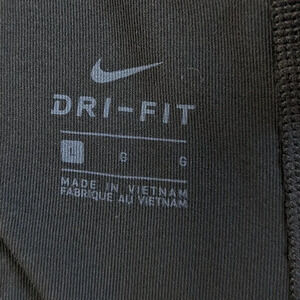 DRI-FIT
L G G
MADE IN VIETNAM
FABRIQUÉ AU VIETNAM